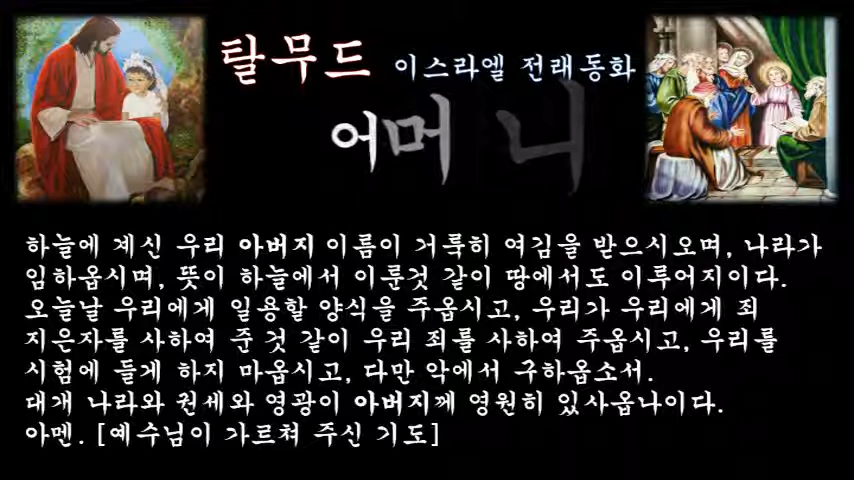 탈무드 이스라엘 전래동화
어머니
하늘에 계신 우리 아버지 이름이 거룩히 여김을 받으시오며, 나라가
임하옵시며, 뜻이 하늘에서 이룬것 같이 땅에서도 이루어지이다.
오늘날 우리에게 일용할 양식을 주옵시고, 우리가 우리에게 죄
지은자를 사하여 준 것 같이 우리 죄를 사하여 주옵시고, 우리를
시험에 들게 하지 마옵시고, 다만 악에서 구하옵소서.
대개 나라와 원세와 영광이 아버지께 영원히 있사옵나이다.
아멘. [예수님이 가르쳐 주신 기도]